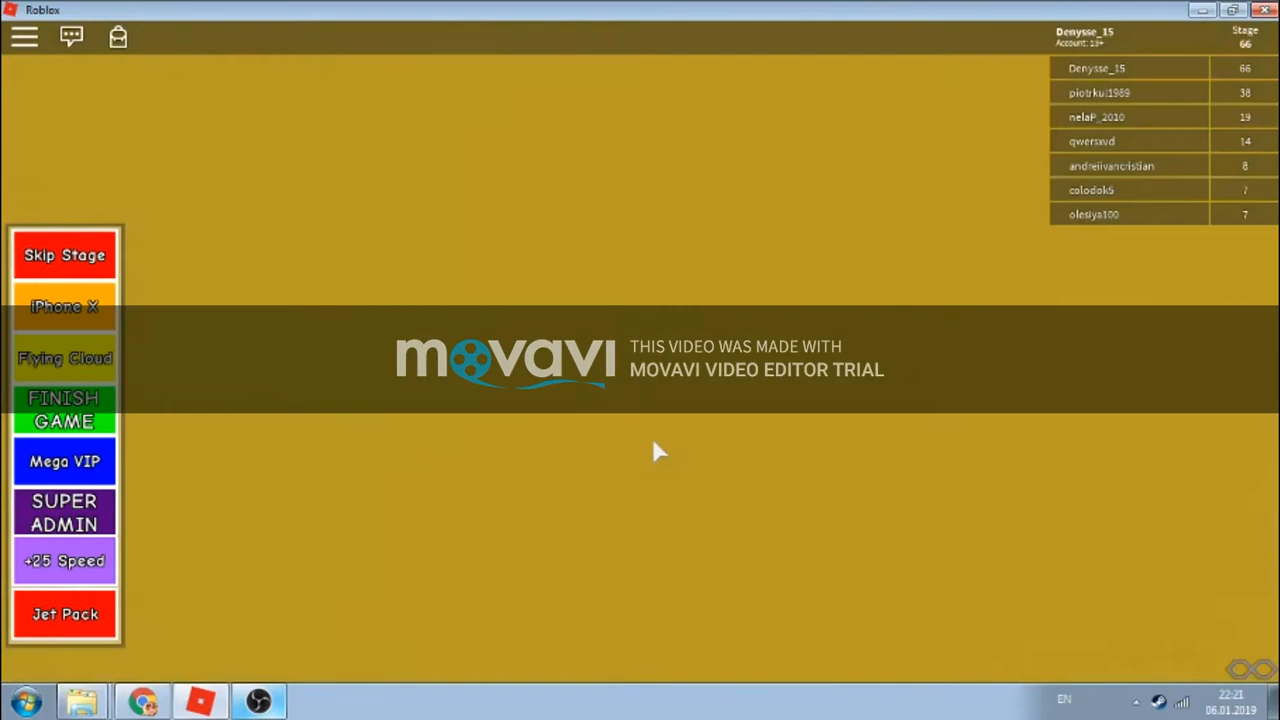 Roblox
Denysse_15
Account: 13+
Stage
66
Denysse_15 66
piotrkul1989 38
nelaP_2010 19
qwersxvd 14
andreiivancristian 8
colodok5 7
olesiya100 7
Skip Stage
iPhone X
Flying Cloud
FINISH
GAME
Mega VIP
SUPER
ADMIN
+25 Speed
Jet Pack
movavi
THIS VIDEO WAS MADE WITH
MOVAVI VIDEO EDITOR TRIAL
EN
22:21
06.01.2019